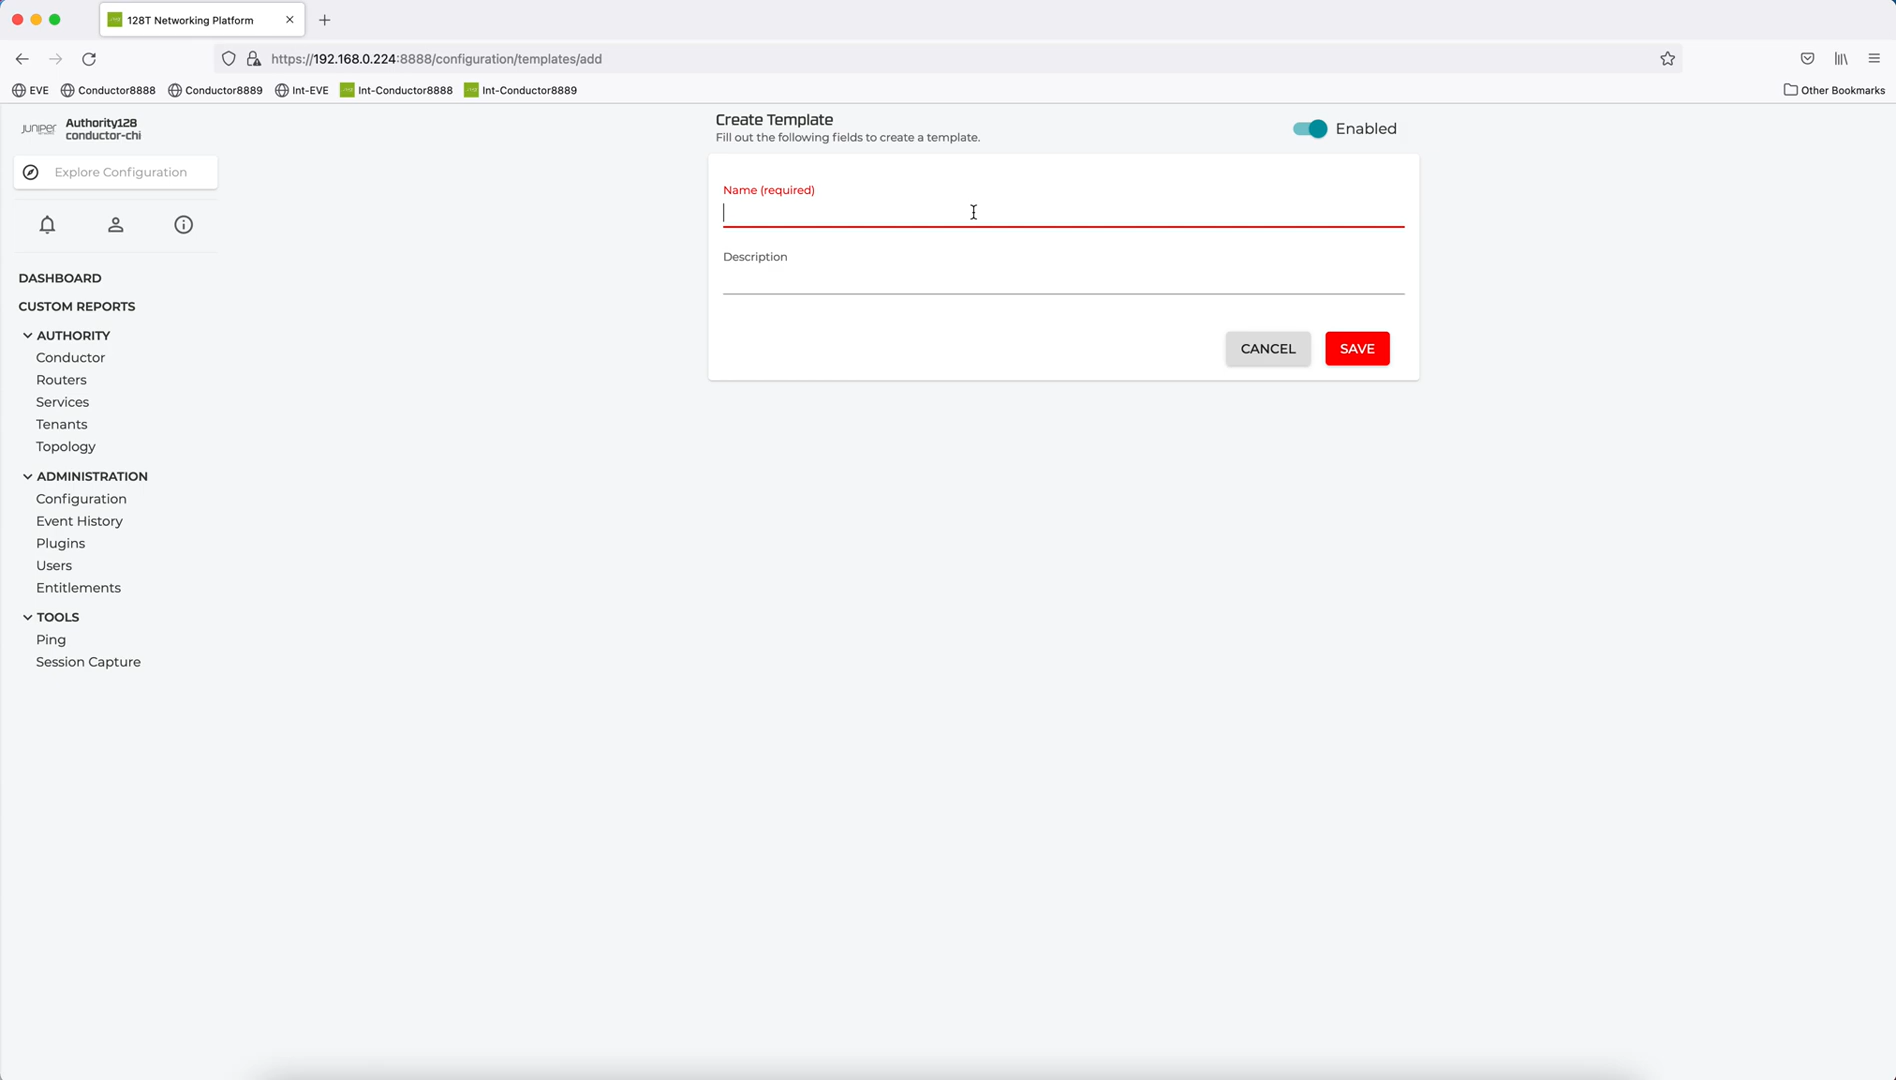 128T Networking Platform
https://192.168.0.224:8888/configuration/templates/add
EVE Conductor8888 Conductor8889 Int-EVE Int-Conductor8888 Int-Conductor8889 Other Bookmarks
JUNIPER
Authority128
conductor-chi
Explore Configuration
DASHBOARD
CUSTOM REPORTS
AUTHORITY
Conductor
Routers
Services
Tenants
Topology
ADMINISTRATION
Configuration
Event History
Plugins
Users
Entitlements
TOOLS
Ping
Session Capture
Create Template
Fill out the following fields to create a template.
Enabled
Name (required)
Description
CANCEL SAVE